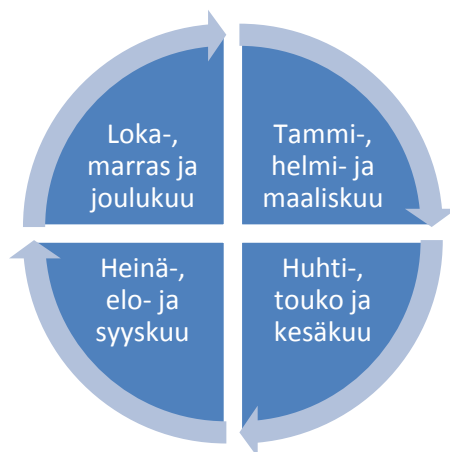 Loka-,
marras ja
joulukuu
Tammi-,
helmi- ja
maaliskuu
Heinä-,
elo- ja
syyskuu
Huhti-,
touko ja
kesäkuu